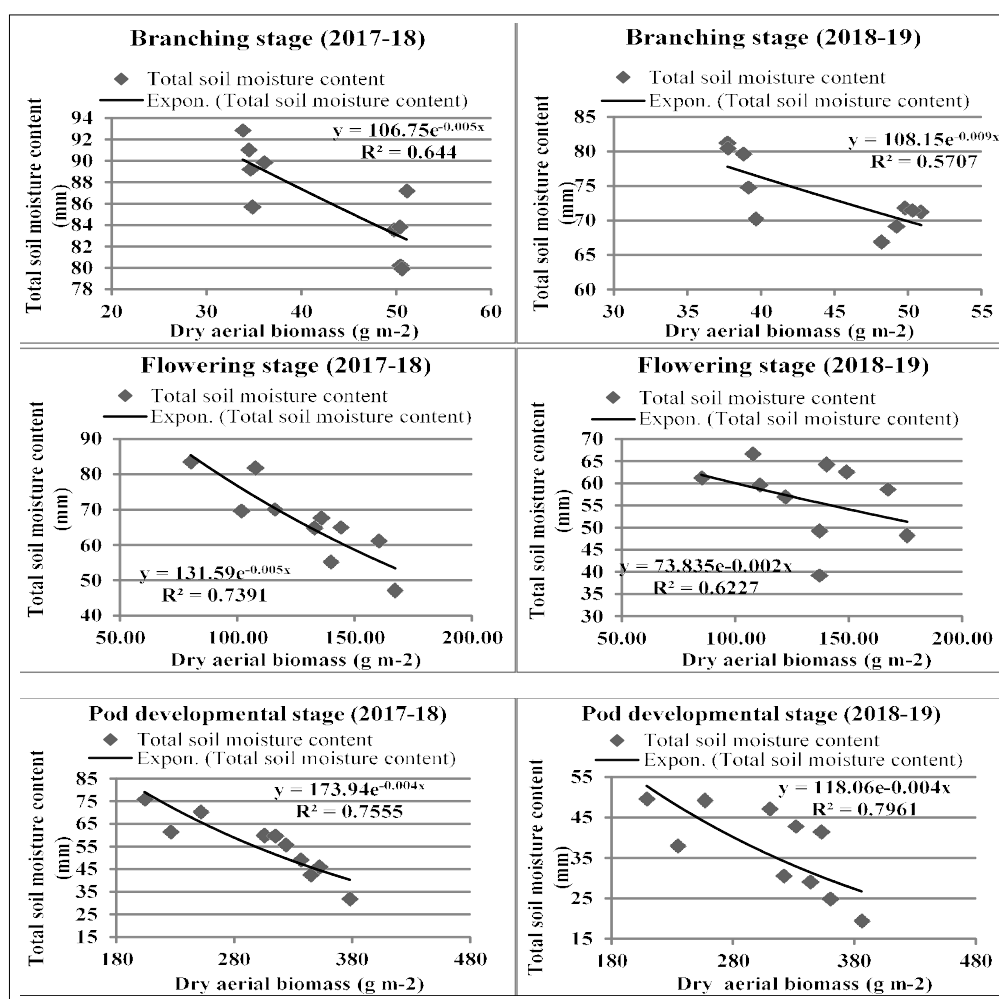 Branching stage (2017-18)
Total soil moisture content
Expon. (Total soil moisture content)
y = 106.75e-0.005x
R² = 0.644
Total soil moisture content
(mm)
94
92
90
88
86
84
82
80
78
20 30 40 50 60
Dry aerial biomass (g m-2)
Branching stage (2018-19)
Total soil moisture content
Expon. (Total soil moisture content)
y = 108.15e-0.009x
R² = 0.5707
Total soil moisture content
(mm)
85
80
75
70
65
60
30 35 40 45 50 55
Dry aerial biomass (g m-2)
Flowering stage (2017-18)
Total soil moisture content
Expon. (Total soil moisture content)
Total soil moisture content
(mm)
90
80
70
60
50
40
y = 131.59e-0.005x
R² = 0.7391
50.00 100.00 150.00 200.00
Dry aerial biomass (g m-2)
Flowering stage (2018-19)
Total soil moisture content
Expon. (Total soil moisture content)
Total soil moisture content
(mm)
70
65
60
55
50
45
40
35
30
y = 73.835e-0.002x
R² = 0.6227
50.00 100.00 150.00 200.00
Dry aerial biomass (g m-2)
Pod developmental stage (2017-18)
Total soil moisture content
Expon. (Total soil moisture content)
y = 173.94e-0.004x
R² = 0.7555
Total soil moisture content
(mm)
85
75
65
55
45
35
25
15
180 280 380 480
Dry aerial biomass (g m-2)
Pod developmental stage (2018-19)
Total soil moisture content
Expon. (Total soil moisture content)
y = 118.06e-0.004x
R² = 0.7961
Total soil moisture content
(mm)
55
45
35
25
15
180 280 380 480
Dry aerial biomass (g m-2)